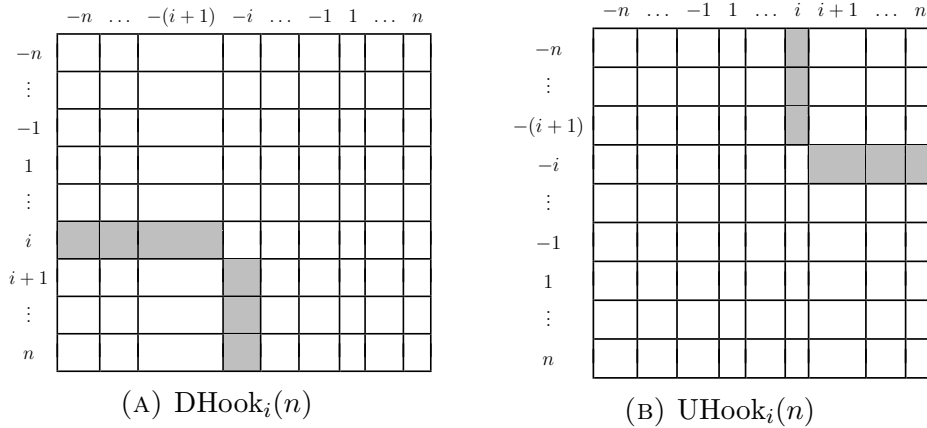 −n … −(i + 1) −i … −1 1 … n
−n
⋮
−1
1
⋮
i
i + 1
⋮
n
(A) DHook_i(n)
−n … −1 1 … i i + 1 … n
−n
⋮
−(i + 1)
−i
⋮
−1
1
⋮
n
(B) UHook_i(n)